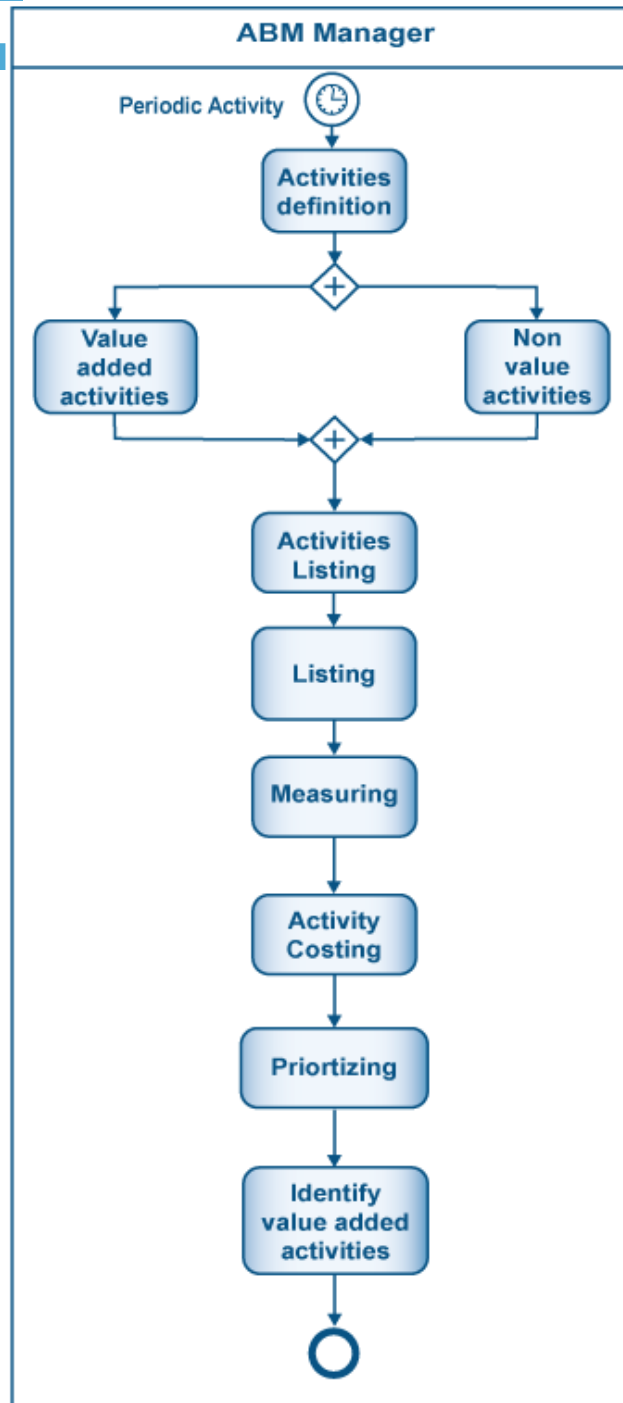 ABM Manager
Periodic Activity
Activities
definition
Value
added
activities
Non
value
activities
Activities
Listing
Listing
Measuring
Activity
Costing
Priortizing
Identify
value added
activities